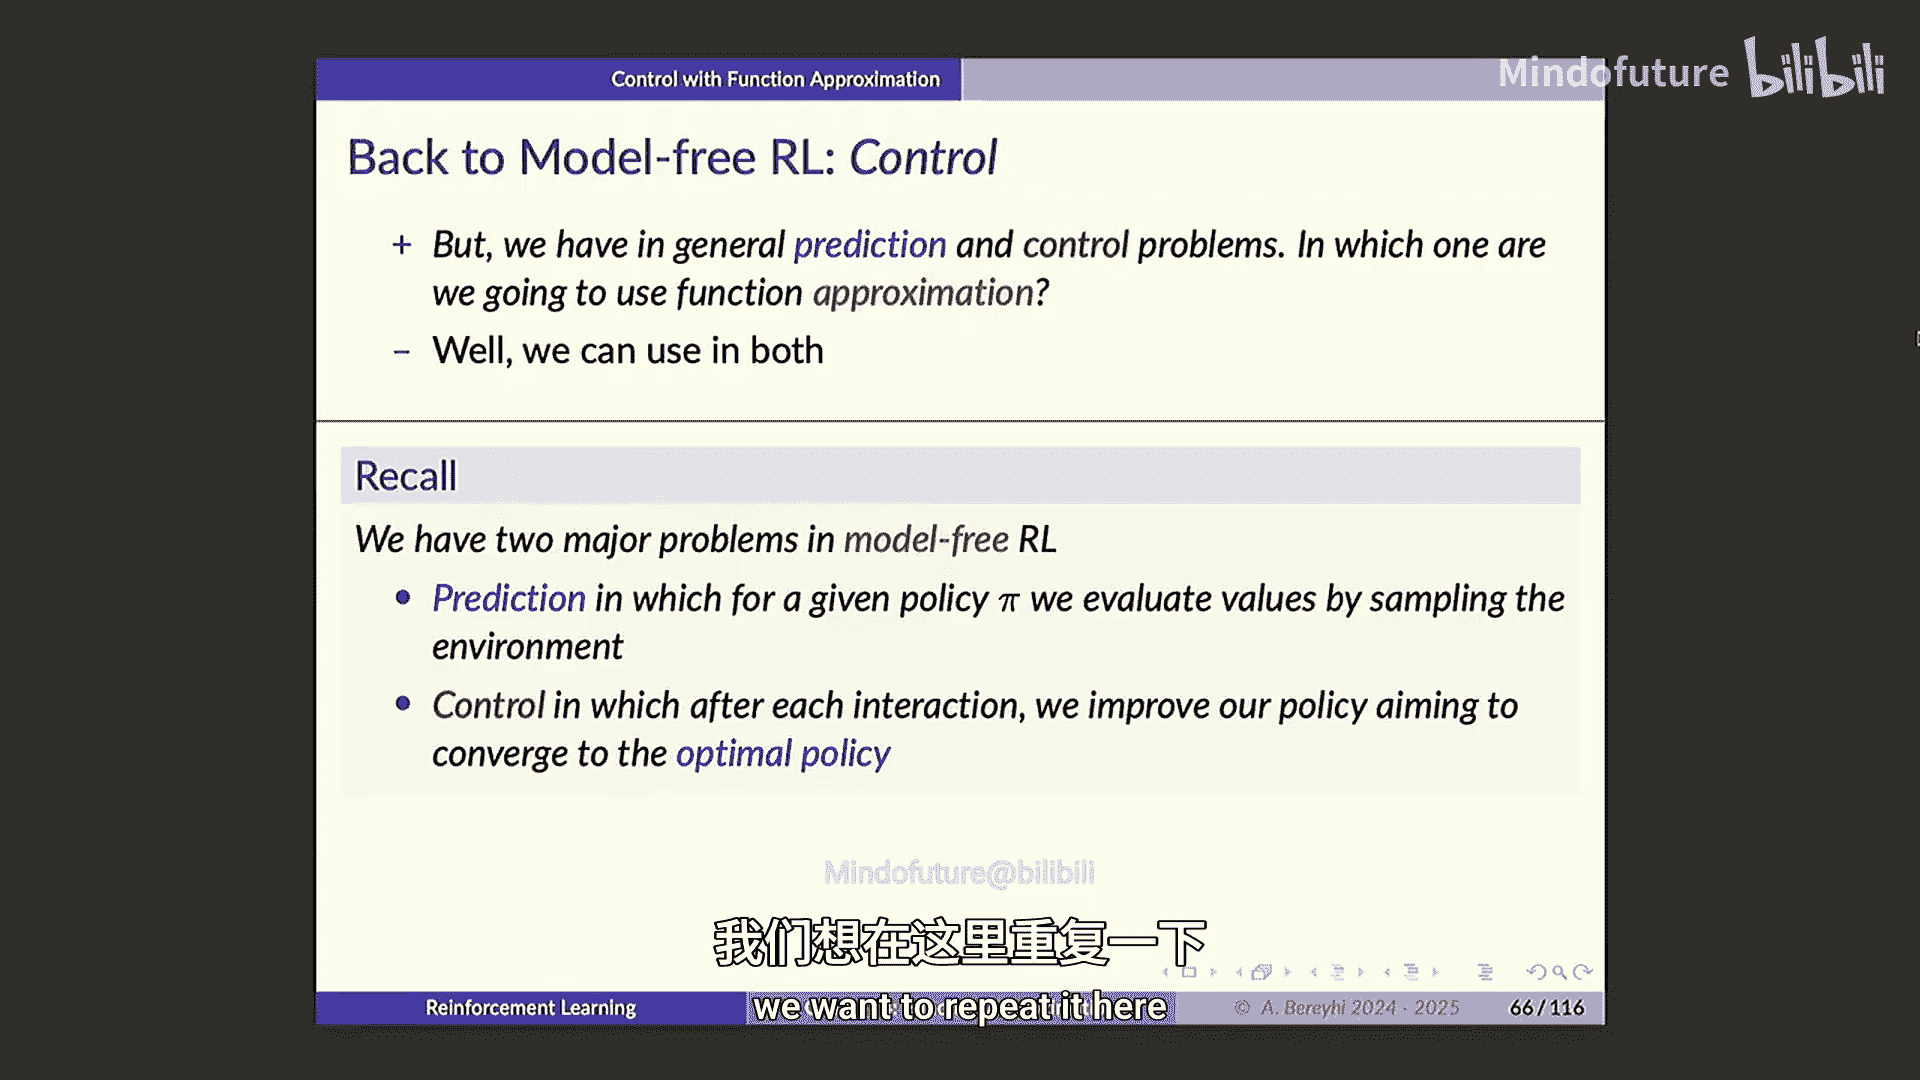 Control with Function Approximation
Mindofuture bilibili
Back to Model-free RL: Control
+ But, we have in general prediction and control problems. In which one are
we going to use function approximation?
– Well, we can use in both
Recall
We have two major problems in model-free RL
• Prediction in which for a given policy π we evaluate values by sampling the
environment
• Control in which after each interaction, we improve our policy aiming to
converge to the optimal policy
Mindofuture@bilibili
我们想在这里重复一下
we want to repeat it here
Reinforcement Learning
© A. Bereyhi 2024 - 2025
66 / 116